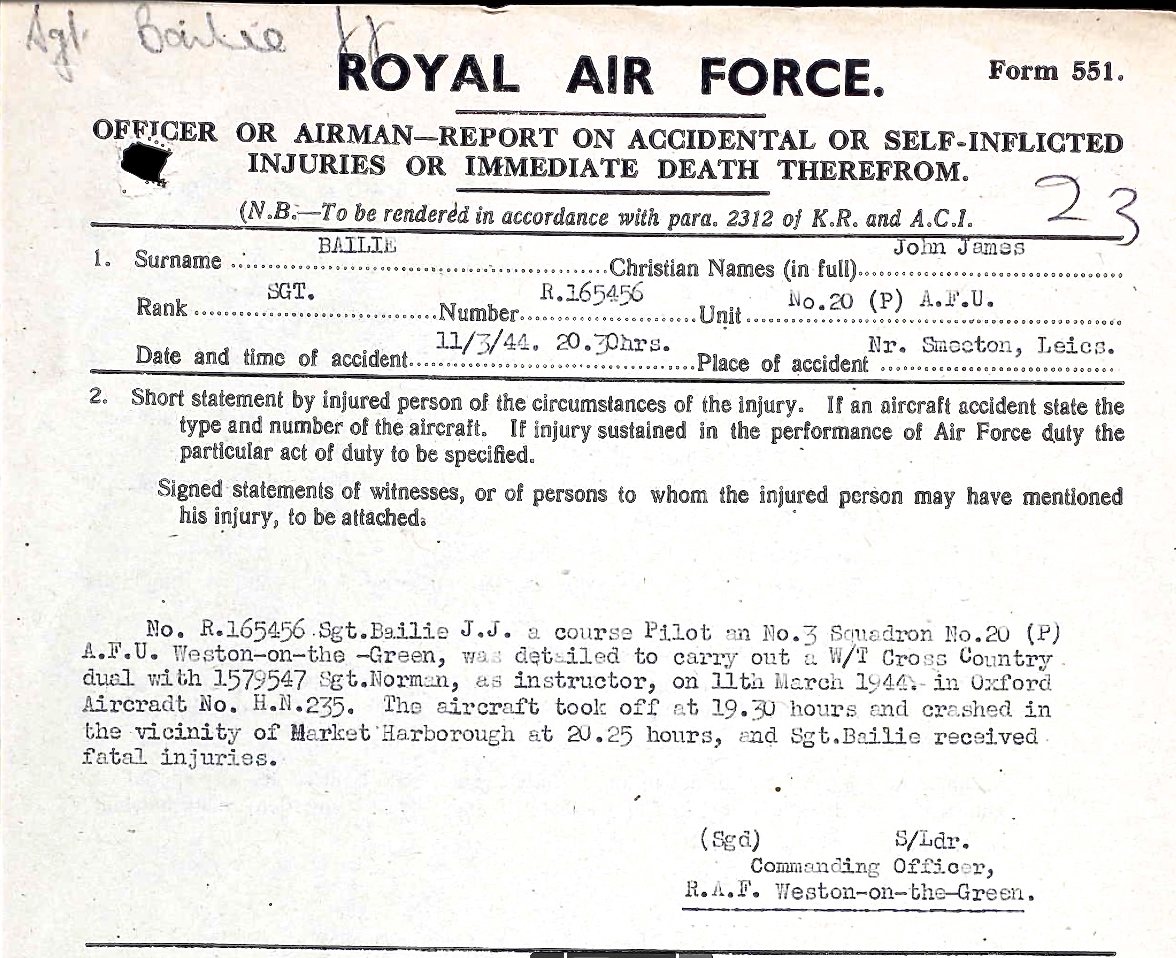 Sgt. Bailie JJ
ROYAL AIR FORCE. Form 551.
OFFICER OR AIRMAN—REPORT ON ACCIDENTAL OR SELF-INFLICTED
INJURIES OR IMMEDIATE DEATH THEREFROM.
23
(N.B.—To be rendered in accordance with para. 2312 of K.R. and A.C.I.
1. Surname BAILIE Christian Names (in full) John James
Rank SGT. Number R.165456 Unit No.20 (P) A.F.U.
Date and time of accident 11/3/44. 20.30hrs. Place of accident Nr. Smeeton, Leics.
2. Short statement by injured person of the circumstances of the injury. If an aircraft accident state the
type and number of the aircraft. If injury sustained in the performance of Air Force duty the
particular act of duty to be specified.
Signed statements of witnesses, or of persons to whom the injured person may have mentioned
his injury, to be attached.
No. R.165456 Sgt.Bailie J.J. a course Pilot an No.3 Squadron No.20 (P)
A.F.U. Weston-on-the -Green, was detailed to carry out a W/T Cross Country
dual with 1579547 Sgt.Norman, as instructor, on 11th March 1944. in Oxford
Aircradt No. H.N.235. The aircraft took off at 19.30 hours and crashed in
the vicinity of Market Harborough at 20.25 hours, and Sgt.Bailie received
fatal injuries.
(Sgd) S/Ldr.
Commanding Officer,
R.A.F. Weston-on-the-Green.